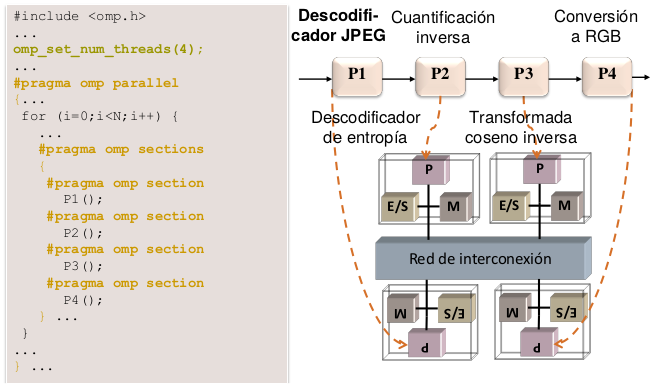 #include <omp.h>
...
omp_set_num_threads(4);
...
#pragma omp parallel
{...
for (i=0;i<N;i++) {
...
#pragma omp sections
{
#pragma omp section
P1();
#pragma omp section
P2();
#pragma omp section
P3();
#pragma omp section
P4();
} ...
}
...
} ...
Descodifi-
cador JPEG
Cuantificación
inversa
Conversión
a RGB
P1
P2
P3
P4
Descodificador
de entropía
Transformada
coseno inversa
P
E/S
M
P
E/S
M
Red de interconexión
M
E/S
P
M
E/S
P